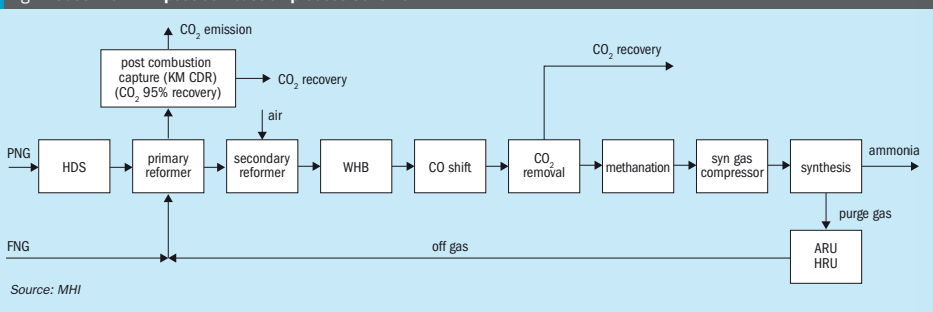 CO₂ emission
post combustion
capture (KM CDR)
(CO₂ 95% recovery)
CO₂ recovery
CO₂ recovery
air
PNG
HDS
primary
reformer
secondary
reformer
WHB
CO shift
CO₂
removal
methanation
syn gas
compressor
synthesis
ammonia
purge gas
FNG
off gas
ARU
HRU
Source: MHI